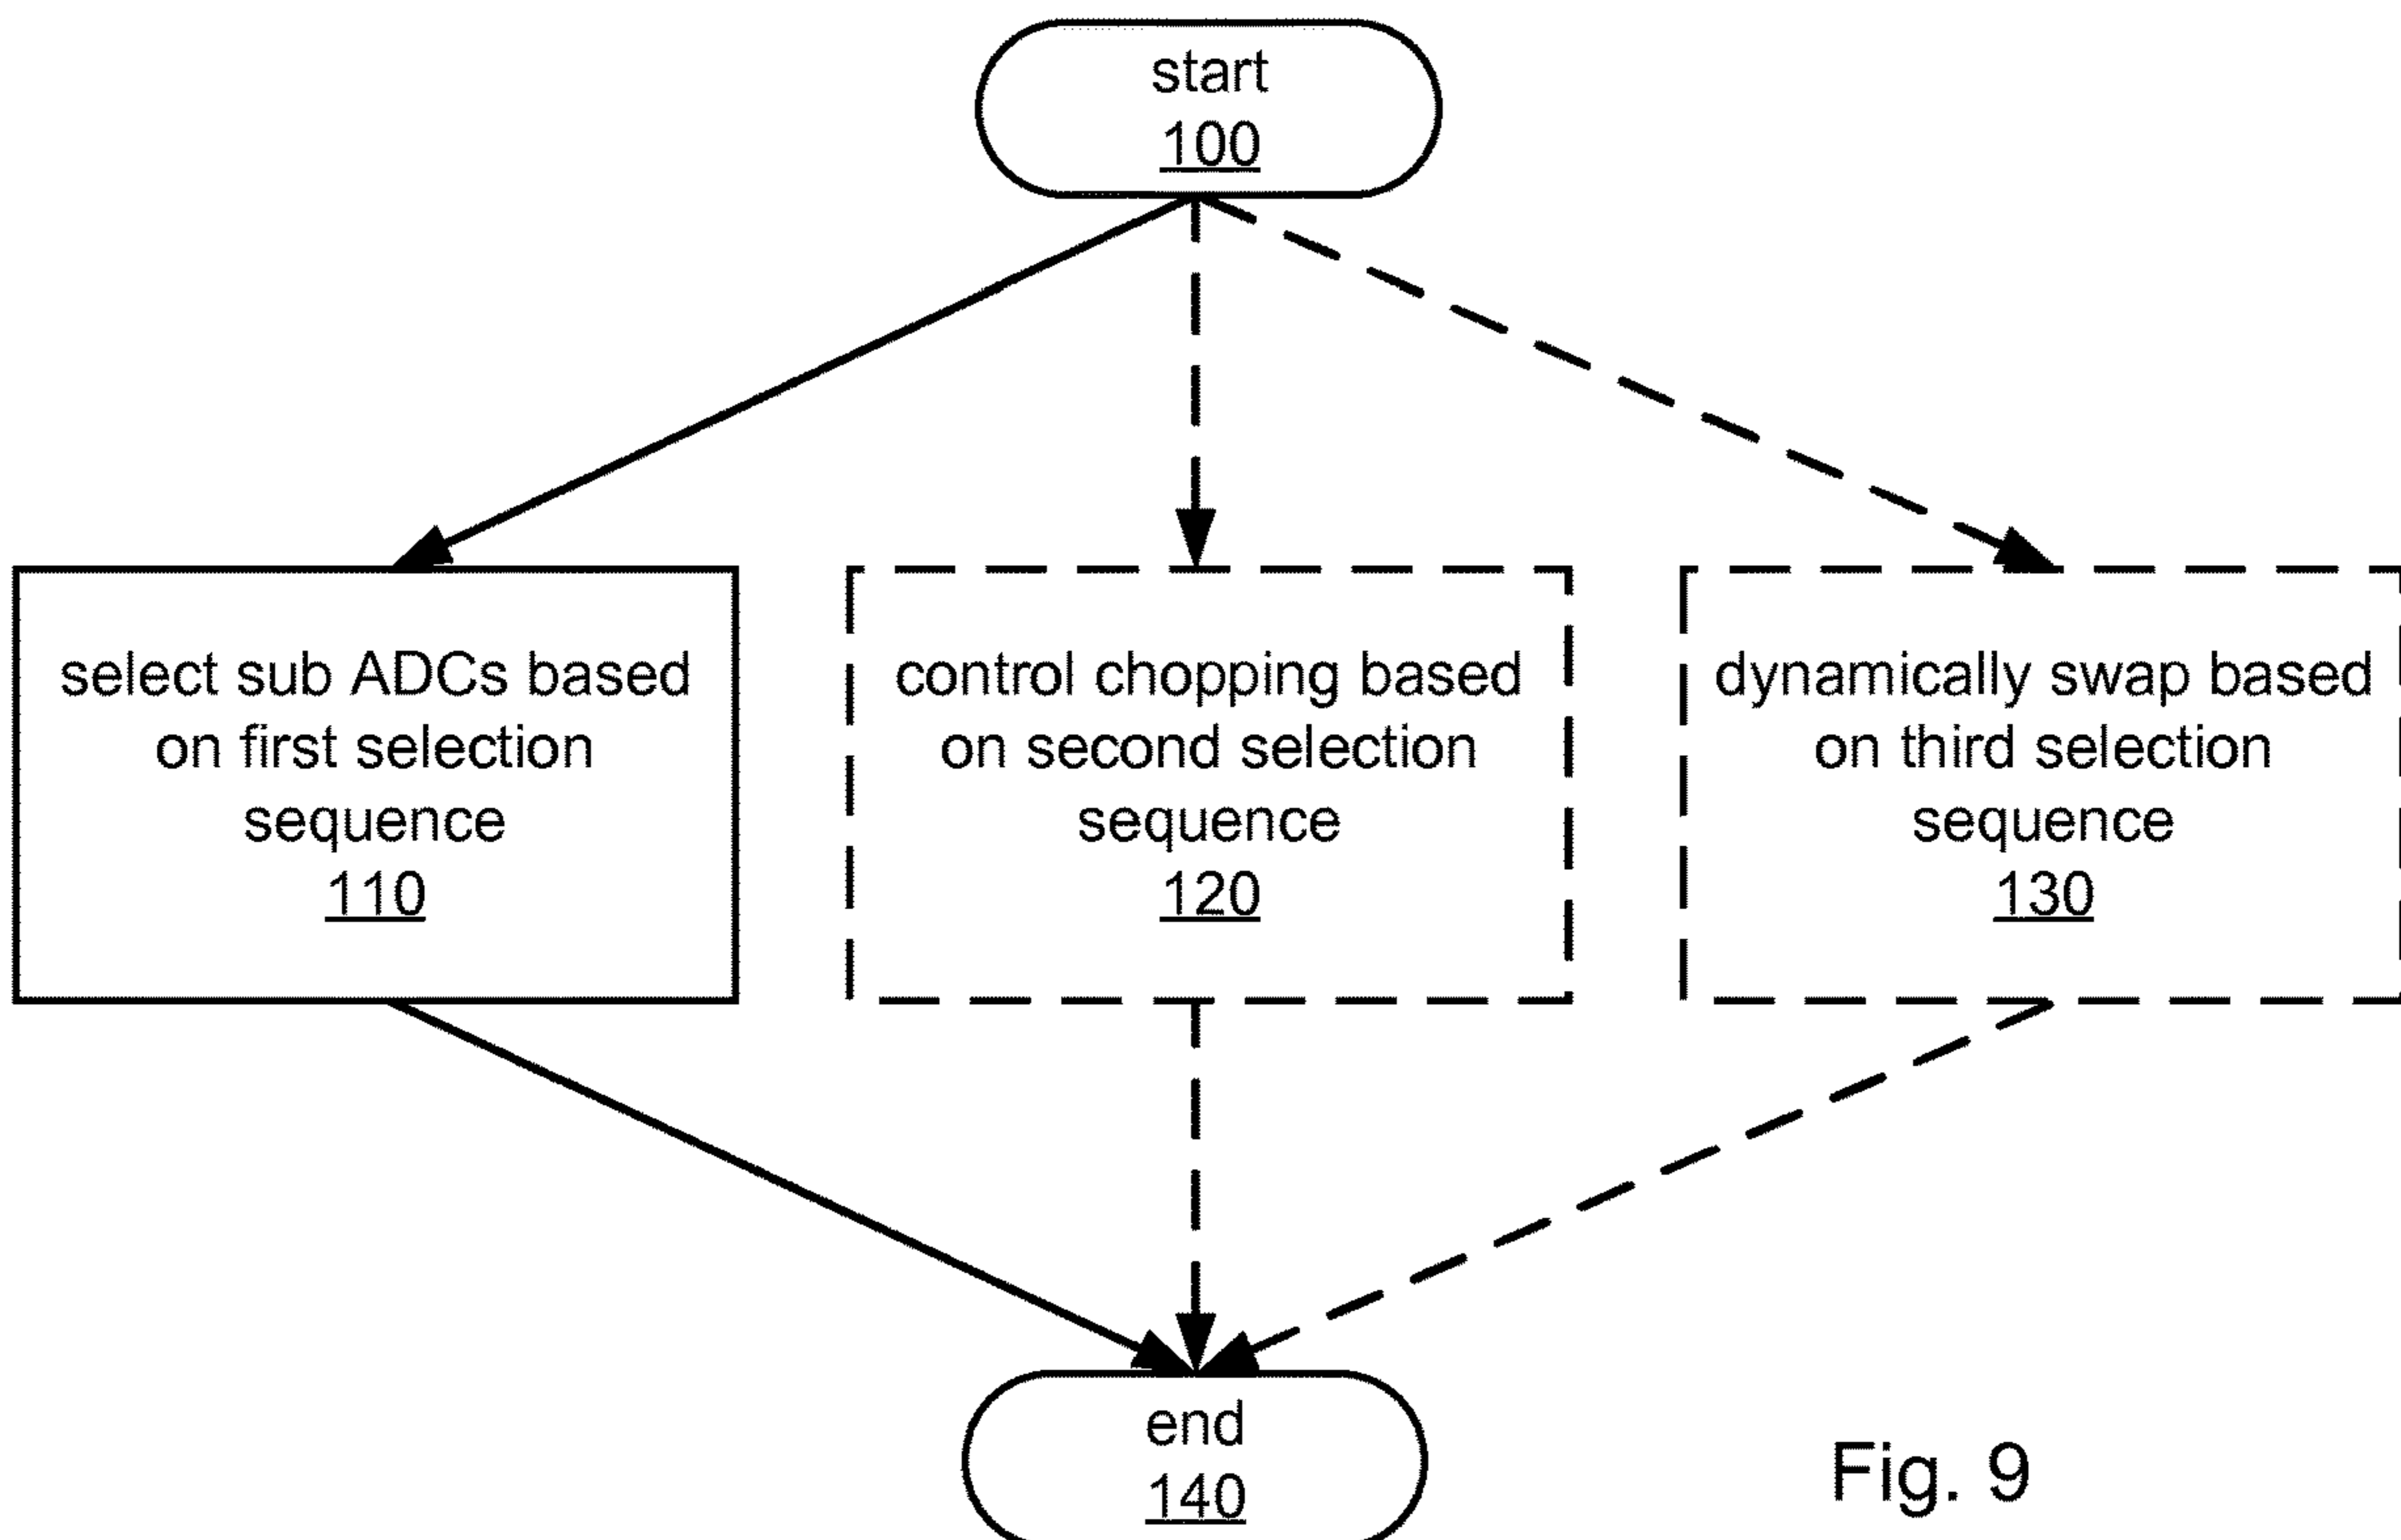 start
100
select sub ADCs based
on first selection
sequence
110
control chopping based
on second selection
sequence
120
dynamically swap based
on third selection
sequence
130
end
140
Fig. 9